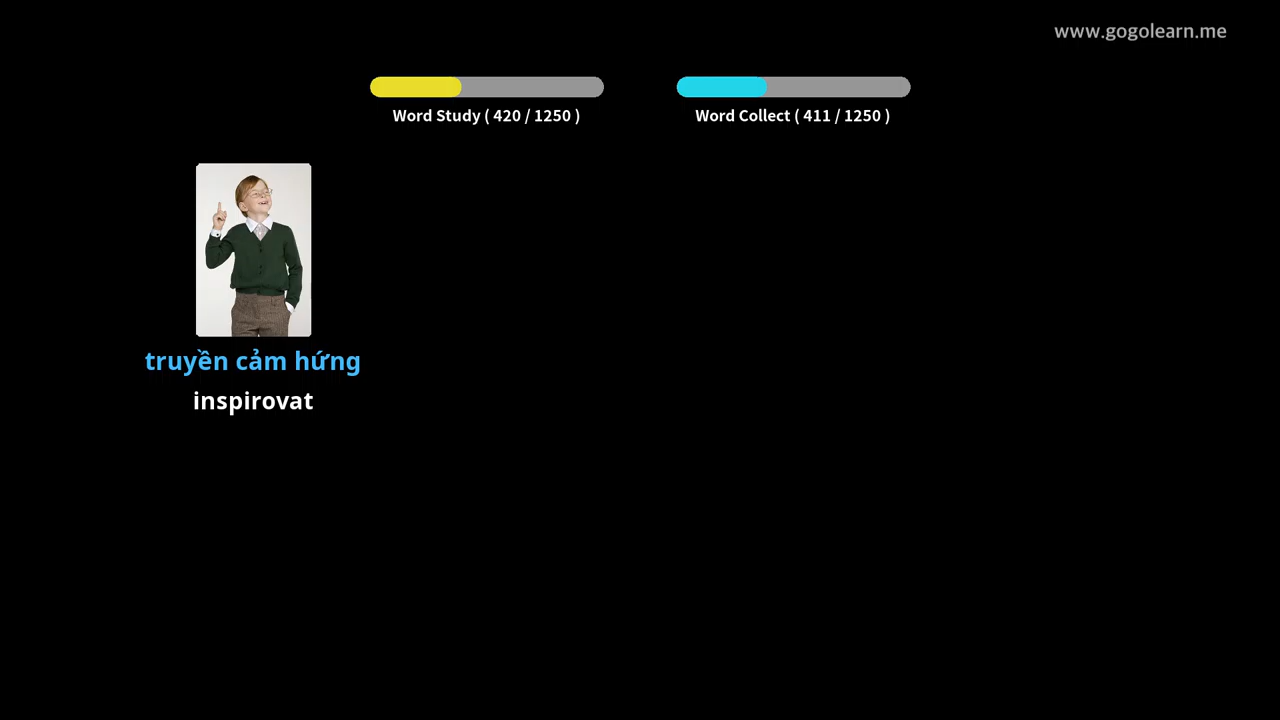 www.gogolearn.me
Word Study ( 420 / 1250 )
Word Collect ( 411 / 1250 )
truyền cảm hứng
inspirovat